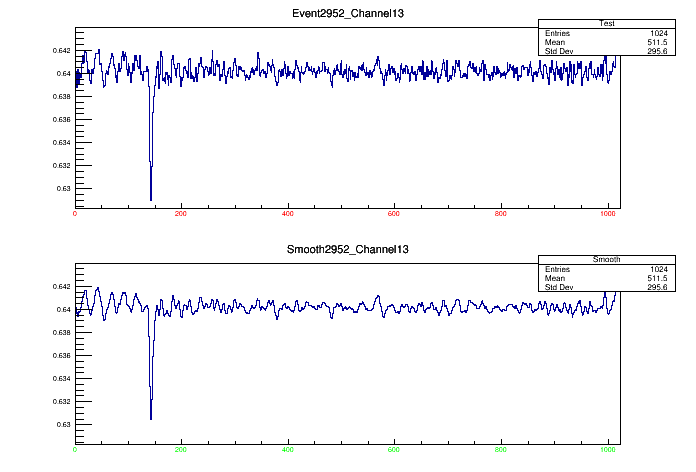 Event2952_Channel13
Test
Entries 1024
Mean 511.5
Std Dev 295.6
0.642
0.64
0.638
0.636
0.634
0.632
0.63
0 200 400 600 800 1000
Smooth2952_Channel13
Smooth
Entries 1024
Mean 511.5
Std Dev 295.6
0.642
0.64
0.638
0.636
0.634
0.632
0.63
0 200 400 600 800 1000